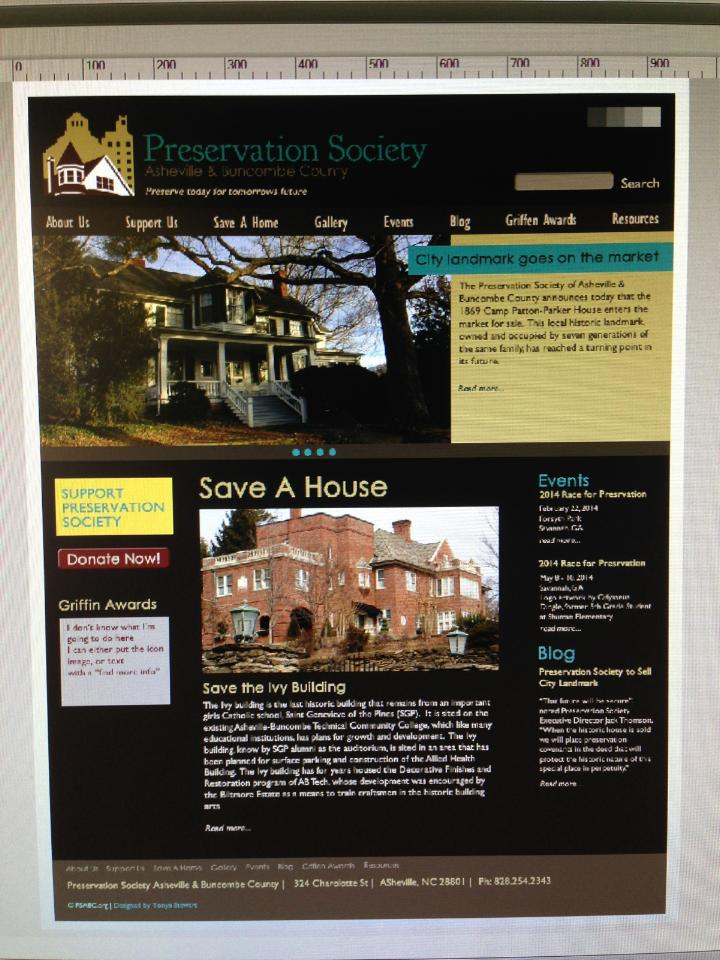 0 100 200 300 400 500 600 700 800 900
Preservation Society
Asheville & Buncombe County
Preserve today for tomorrows future
Search
About Us Support Us Save A Home Gallery Events Blog Griffen Awards Resources
City landmark goes on the market
The Preservation Society of Asheville &
Buncombe County announces today that the
1869 Camp Patton-Parker House enters the
market for sale. This local historic landmark,
owned and occupied by seven generations of
the same family, has reached a turning point in
its future.
Read more...
SUPPORT
PRESERVATION
SOCIETY
Donate Now!
Griffin Awards
I don't know what I'm
going to do here
I can either put the icon
image, or text
with a "find more info"
Save A House
Save the Ivy Building
The Ivy building is the last historic building that remains from an important
girls Catholic school, Saint Genevieve of the Pines (SGP). It is sited on the
existing Asheville-Buncombe Technical Community College, which like many
educational institutions, has plans for growth and development. The Ivy
building, know by SGP alumni as the auditorium, is sited in an area that has
been planned for surface parking and construction of the Allied Health
Building. The Ivy building has for years housed the Decorative Finishes and
Restoration program of AB Tech, whose development was encouraged by
the Biltmore Estate as a means to train craftsmen in the historic building
arts
Read more...
Events
2014 Race for Presrvation
February 22, 2014
Forsyth Park
Savannah GA
read more...
2014 Race for Presrvation
May 8 - 10, 2014
Savannah, GA
Logo artwork by Odysseus
Dingle, former 5th Grade Student
at Shuman Elementary
read more...
Blog
Preservation Society to Sell
City Landmark
"That future will be secure"
noted Preservation Society
Executive Director Jack Thomson.
"When the historic house is sold
we will place preservation
covenants in the deed that will
protect the historic nature of this
special place in perpetuity."
Read more...
About Us Support Us Save A Home Gallery Events Blog Griffen Awards Resources
Preservation Society Asheville & Buncombe County | 324 Charolotte St | ASheville, NC 28801 | Ph: 828.254.2343
© PSABC.org | Designed by Tonya Stewart